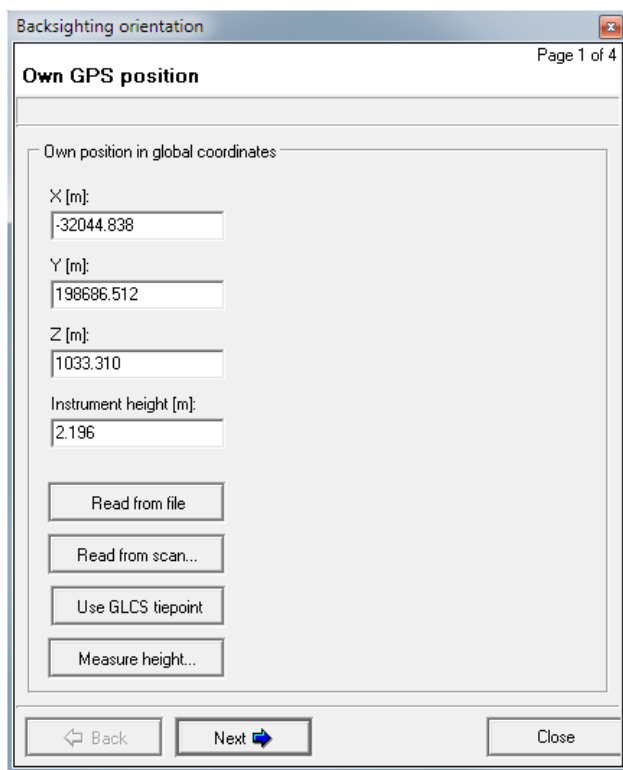 Backsighting orientation
Page 1 of 4
Own GPS position
Own position in global coordinates
X [m]:
-32044.838
Y [m]:
198686.512
Z [m]:
1033.310
Instrument height [m]:
2.196
Read from file
Read from scan...
Use GLCS tiepoint
Measure height...
Back Next Close